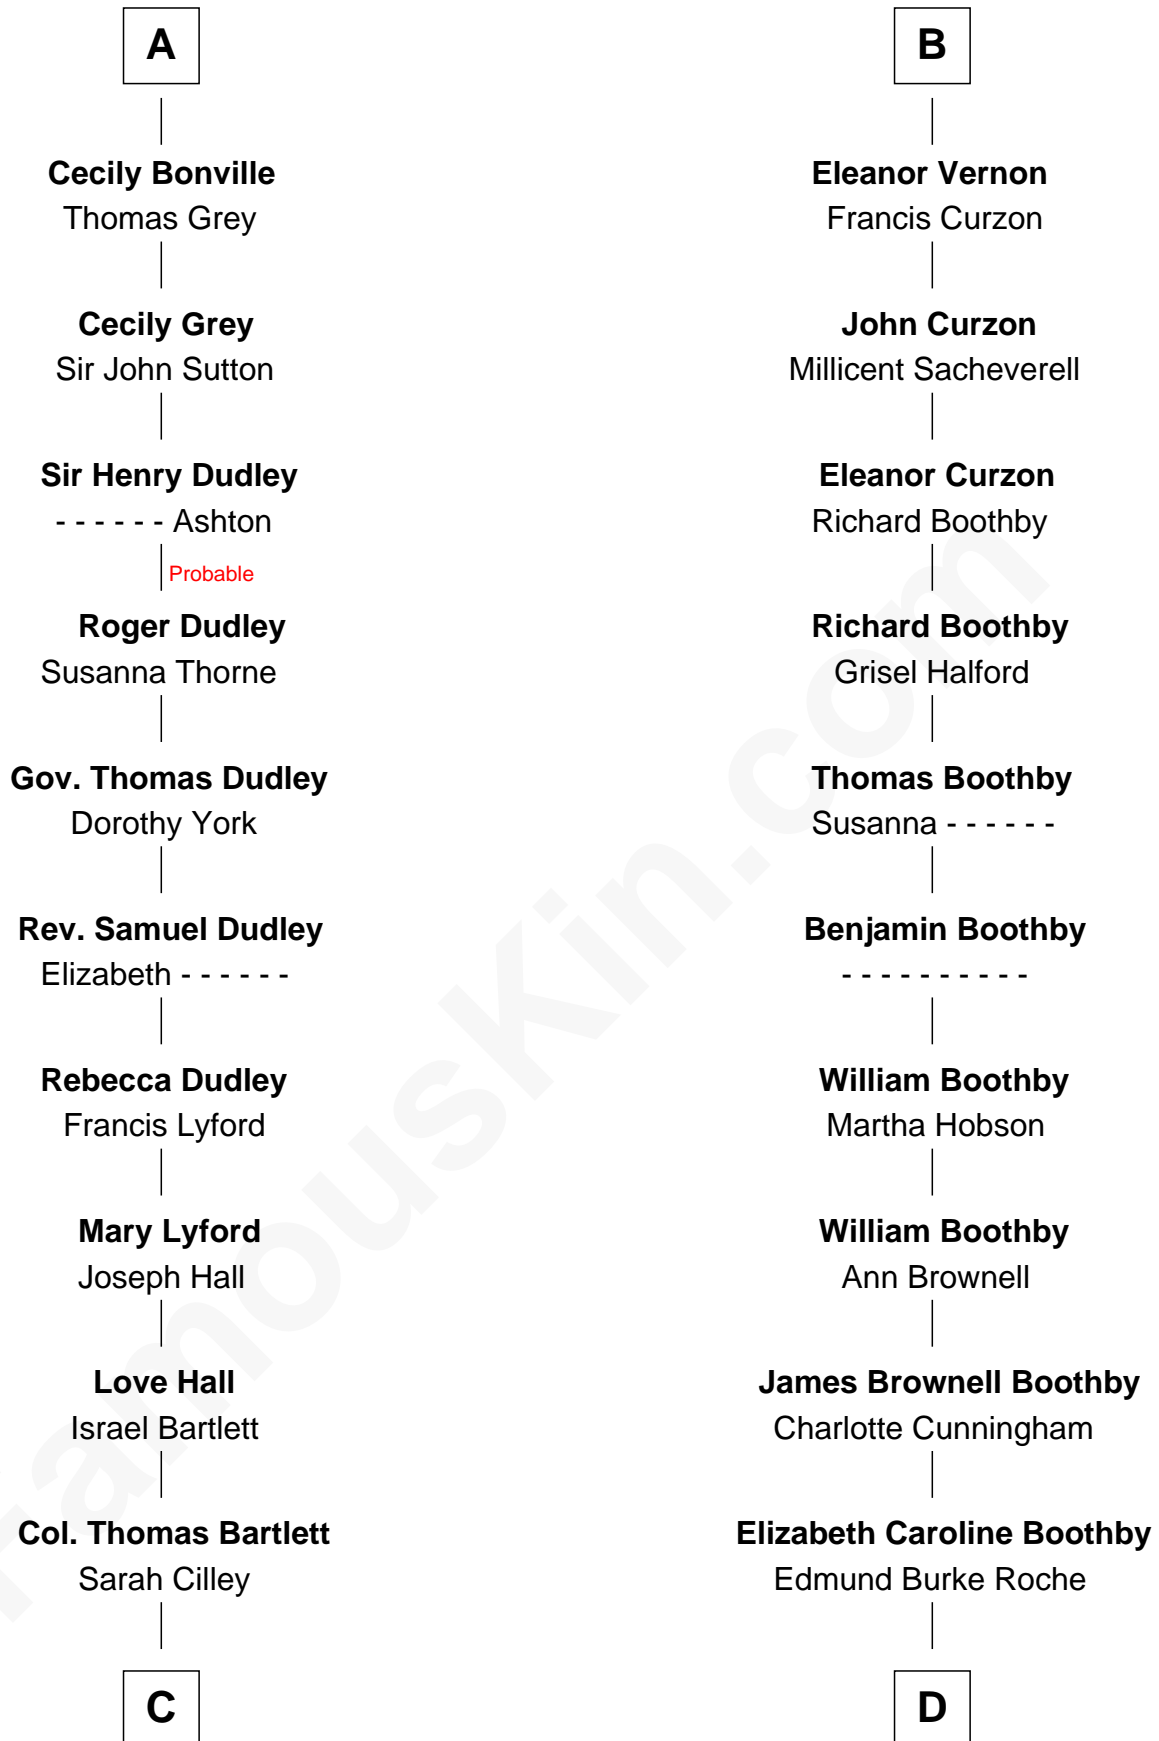 A
Cecily Bonville
Thomas Grey
Cecily Grey
Sir John Sutton
Sir Henry Dudley
- - - - - - Ashton
Probable
Roger Dudley
Susanna Thorne
Gov. Thomas Dudley
Dorothy York
Rev. Samuel Dudley
Elizabeth - - - - - -
Rebecca Dudley
Francis Lyford
Mary Lyford
Joseph Hall
Love Hall
Israel Bartlett
Col. Thomas Bartlett
Sarah Cilley
C
B
Eleanor Vernon
Francis Curzon
John Curzon
Millicent Sacheverell
Eleanor Curzon
Richard Boothby
Richard Boothby
Grisel Halford
Thomas Boothby
Susanna - - - - - -
Benjamin Boothby
- - - - - - - - - -
William Boothby
Martha Hobson
William Boothby
Ann Brownell
James Brownell Boothby
Charlotte Cunningham
Elizabeth Caroline Boothby
Edmund Burke Roche
D
FamousKin.com